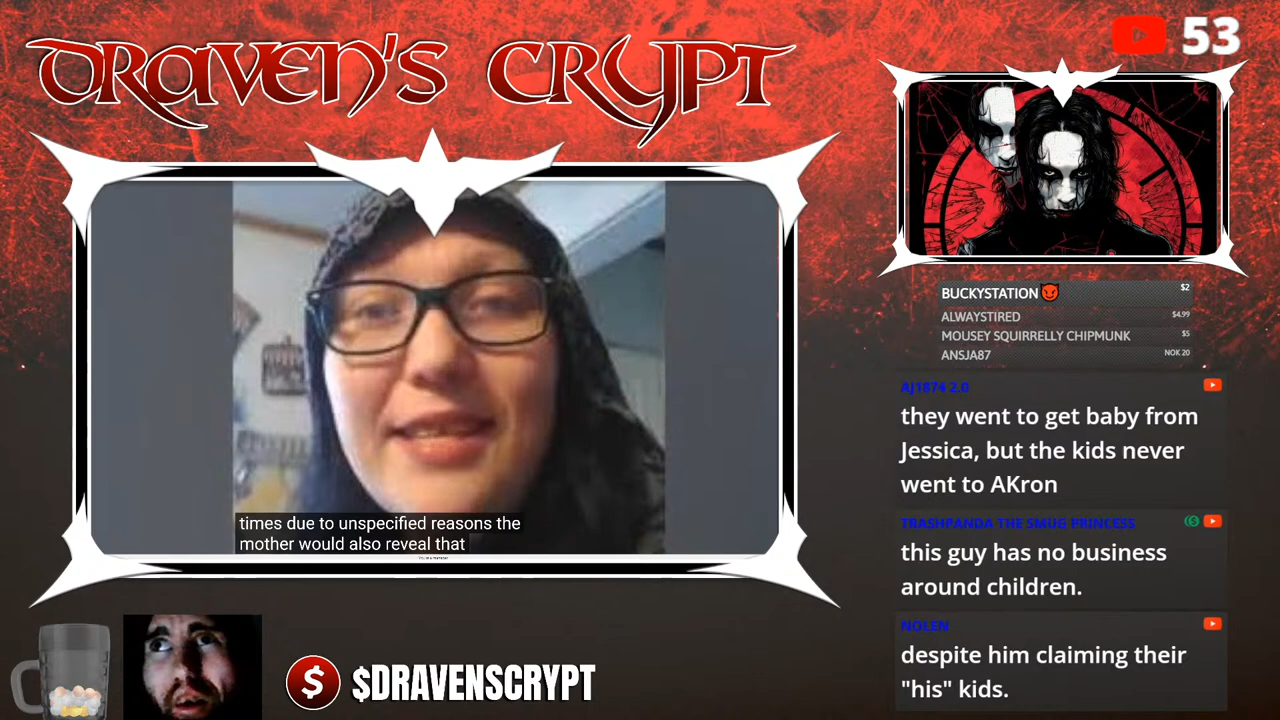 DRAVEN'S CRYPT
53
BUCKYSTATION $2
ALWAYSTIRED $4.99
MOUSEY SQUIRRELLY CHIPMUNK $5
ANSJA87 NOK 20
AJ1874 2.0
they went to get baby from
Jessica, but the kids never
went to AKron
TRASHPANDA THE SMUG PRINCESS
this guy has no business
around children.
NOLEN
despite him claiming their
"his" kids.
times due to unspecified reasons the
mother would also reveal that
$ $DRAVENSCRYPT